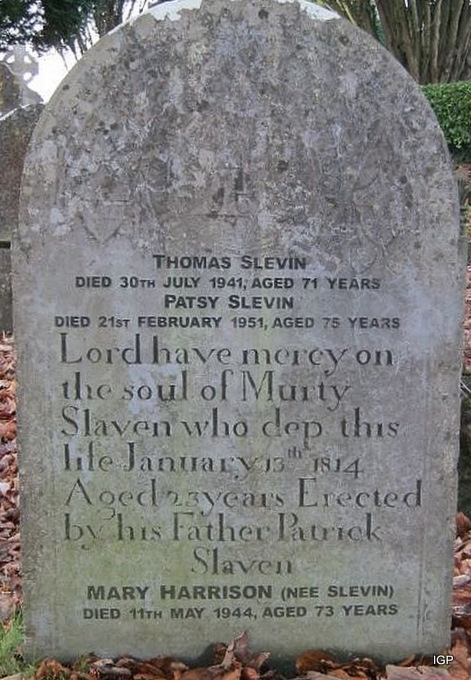 THOMAS SLEVIN
DIED 30TH JULY 1941, AGED 71 YEARS
PATSY SLEVIN
DIED 21ST FEBRUARY 1951, AGED 75 YEARS
Lord have mercy on
the soul of Murty
Slaven who dep this
life January 13th 1814
Aged 23 years Erected
by his Father Patrick
Slaven
MARY HARRISON (NEE SLEVIN)
DIED 11TH MAY 1944, AGED 73 YEARS
IGP